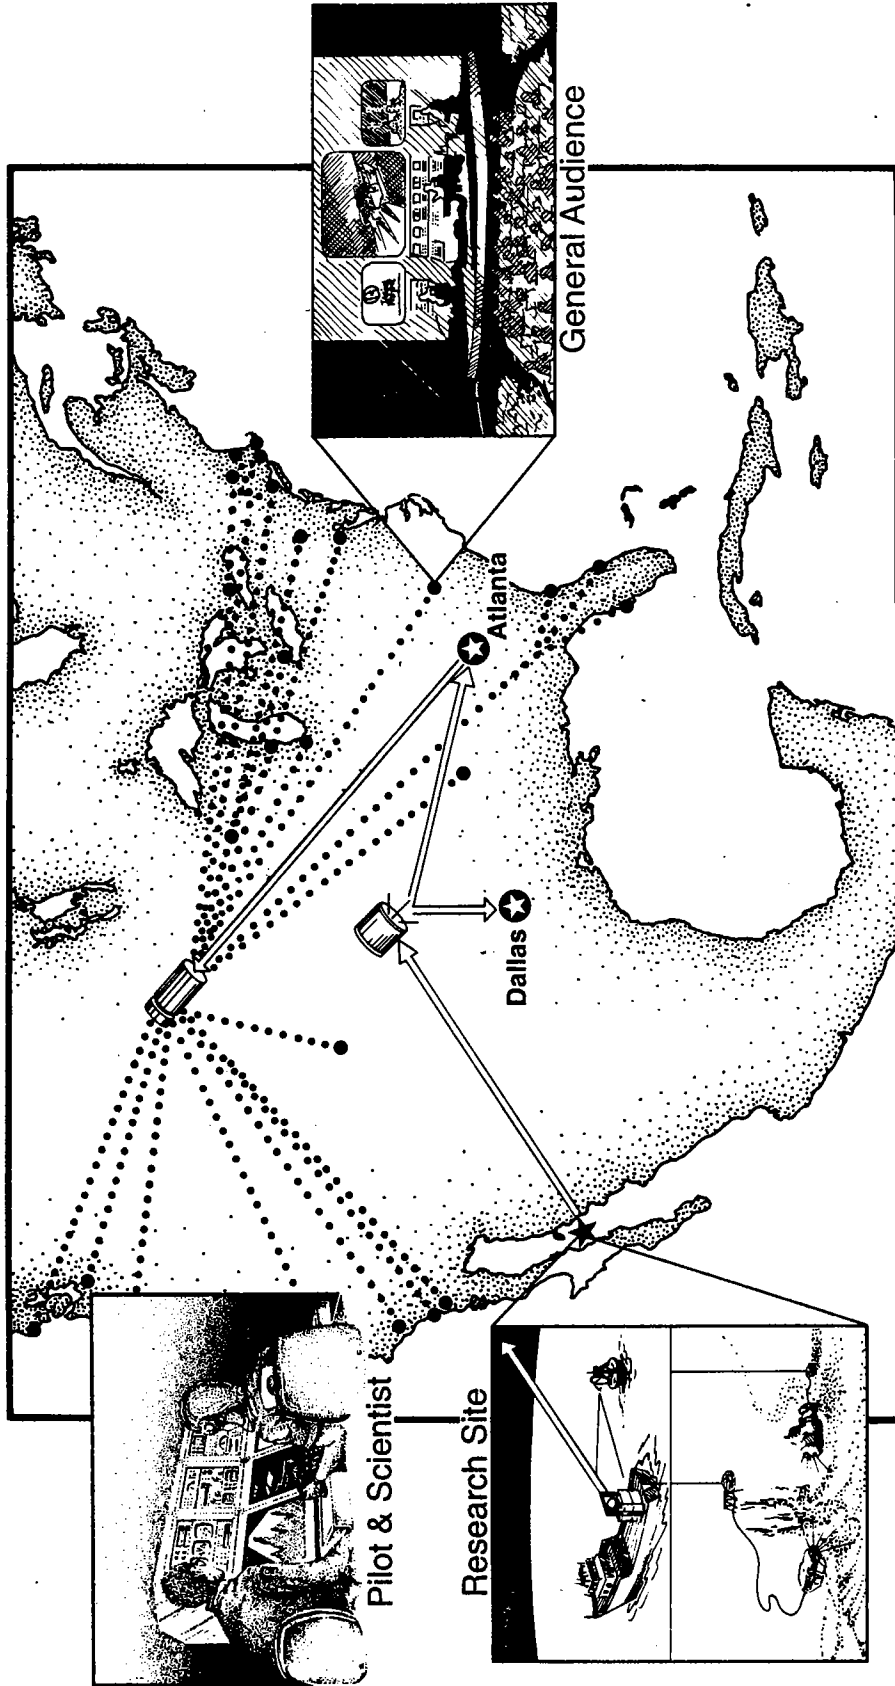 Pilot & Scientist
Research Site
Dallas
Atlanta
General Audience